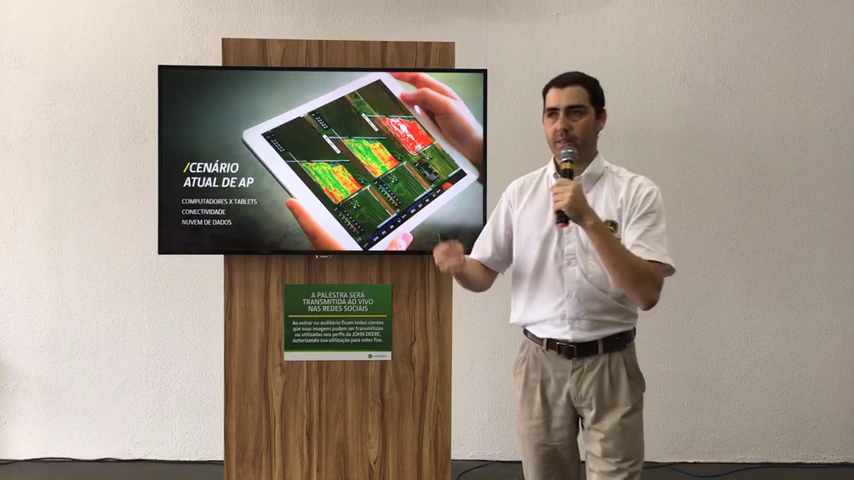 /CENÁRIO
ATUAL DE AP
COMPUTADORES X TABLETS
CONECTIVIDADE
NUVEM DE DADOS
A PALESTRA SERÁ
TRANSMITIDA AO VIVO
NAS REDES SOCIAIS
Ao entrar no auditório ficam todos cientes
que suas imagens podem ser transmitidas
ou utilizadas nos perfis da JOHN DEERE,
autorizando sua utilização para estes fins.